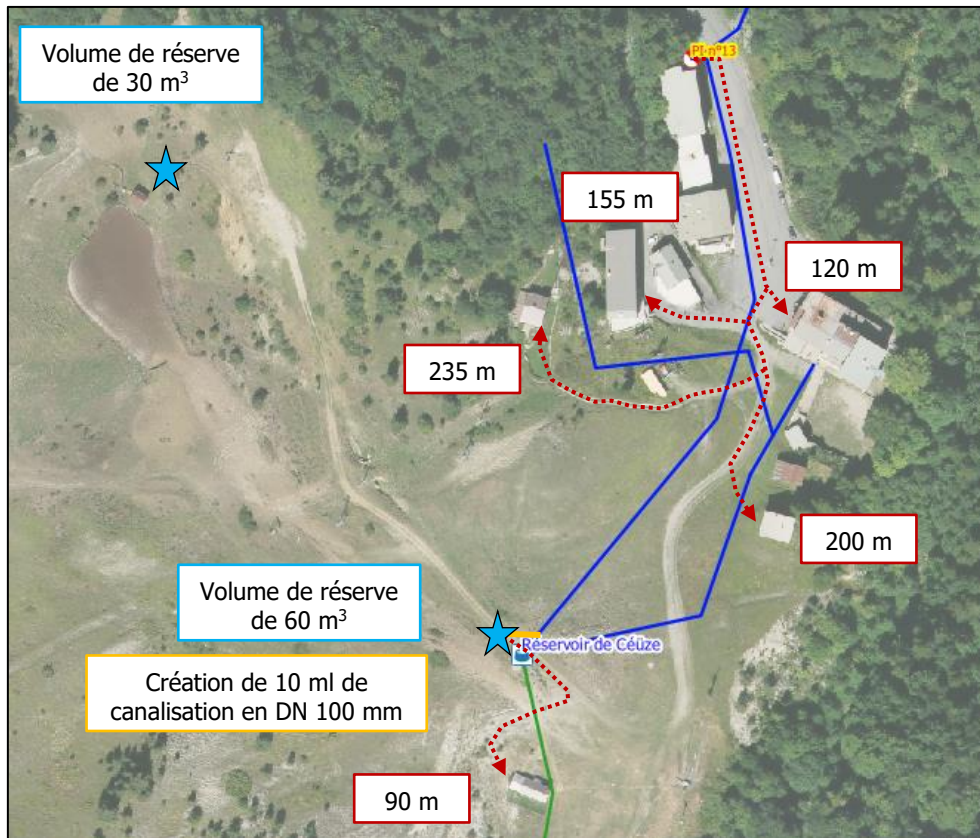 Volume de réserve
de 30 m³
PI n°13
155 m
120 m
235 m
200 m
Volume de réserve
de 60 m³
Réservoir de Céüze
Création de 10 ml de
canalisation en DN 100 mm
90 m